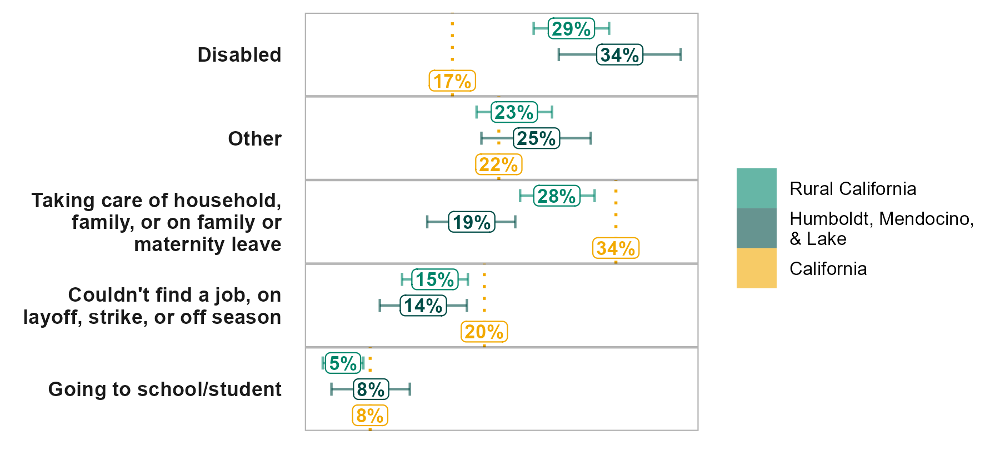 Disabled
29%
34%
17%
Other
23%
25%
22%
Taking care of household,
family, or on family or
maternity leave
28%
19%
34%
Couldn't find a job, on
layoff, strike, or off season
15%
14%
20%
Going to school/student
5%
8%
8%
Rural California
Humboldt, Mendocino,
& Lake
California